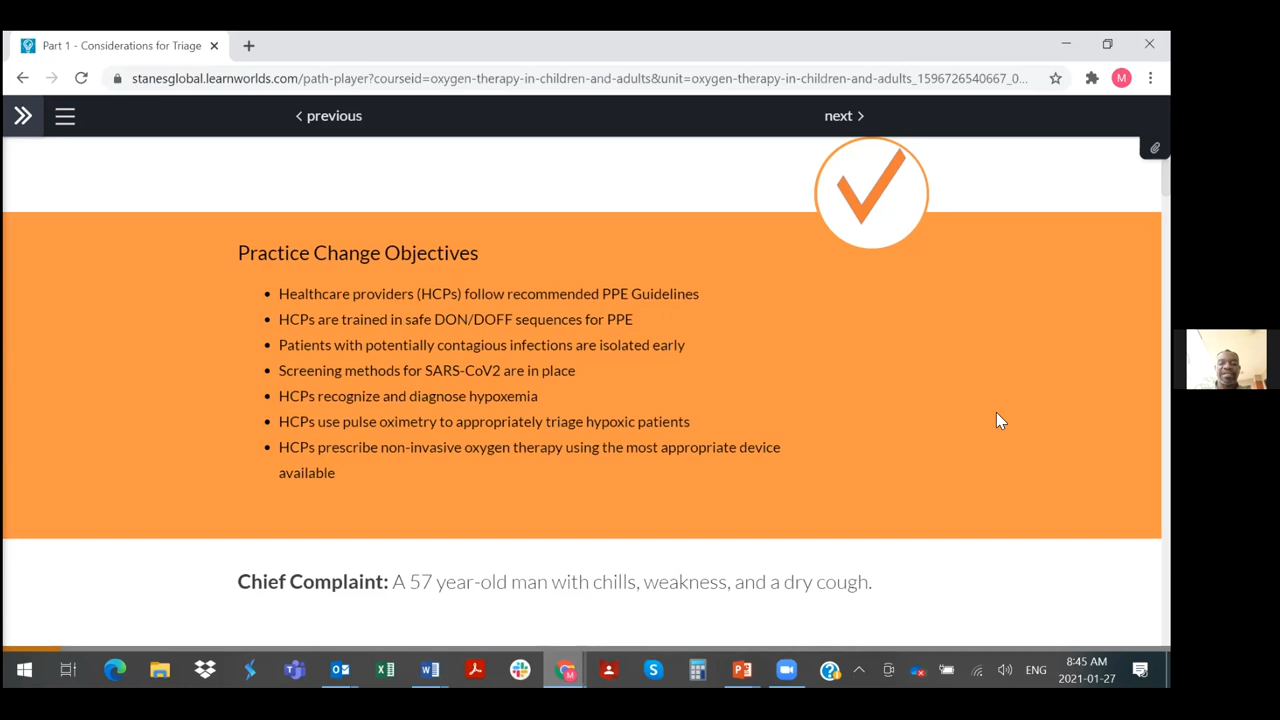 Part 1 - Considerations for Triage
stanesglobal.learnworlds.com/path-player?courseid=oxygen-therapy-in-children-and-adults&unit=oxygen-therapy-in-children-and-adults_1596726540667_0...
M
previous
next
Practice Change Objectives
• Healthcare providers (HCPs) follow recommended PPE Guidelines
• HCPs are trained in safe DON/DOFF sequences for PPE
• Patients with potentially contagious infections are isolated early
• Screening methods for SARS-CoV2 are in place
• HCPs recognize and diagnose hypoxemia
• HCPs use pulse oximetry to appropriately triage hypoxic patients
• HCPs prescribe non-invasive oxygen therapy using the most appropriate device
available
Chief Complaint: A 57 year-old man with chills, weakness, and a dry cough.
ENG
8:45 AM
2021-01-27